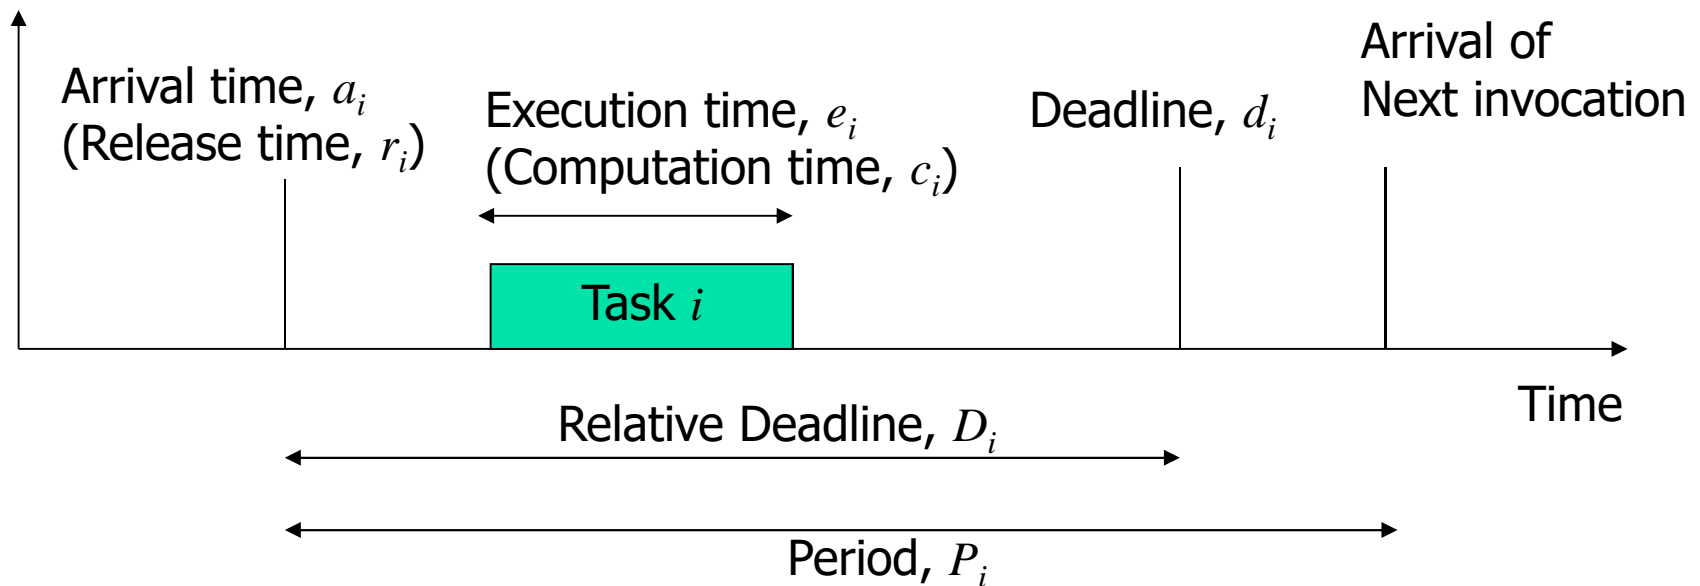 Arrival time, a_i
(Release time, r_i)
Execution time, e_i
(Computation time, c_i)
Deadline, d_i
Arrival of
Next invocation
Task i
Time
Relative Deadline, D_i
Period, P_i